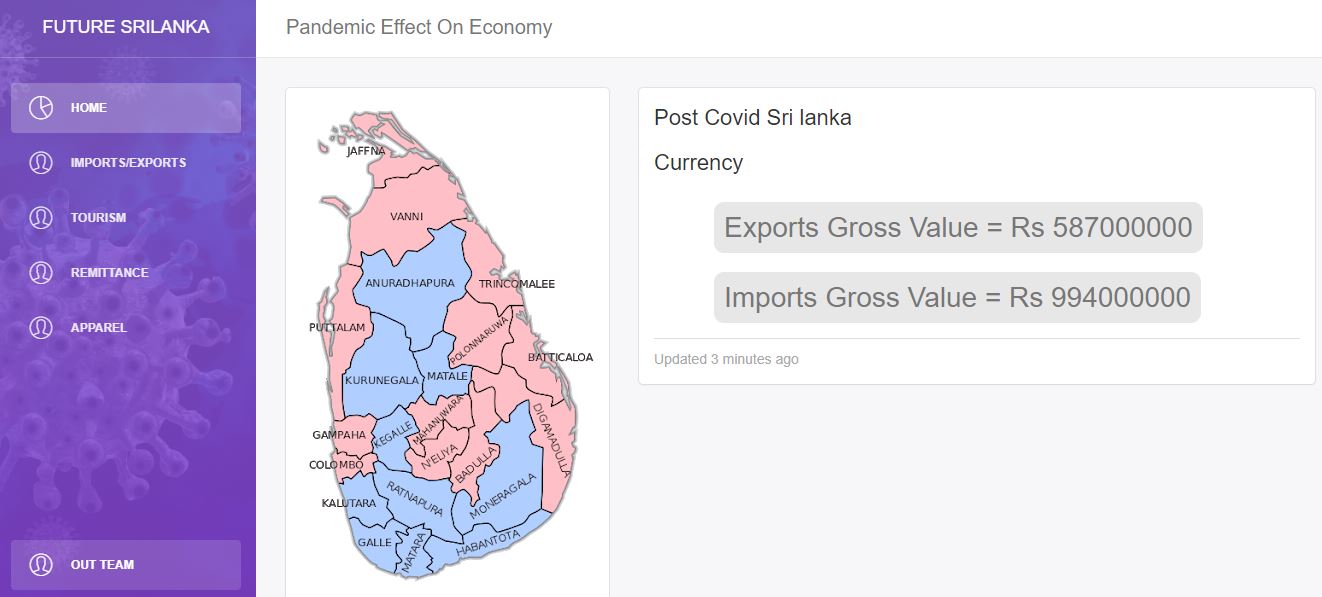 FUTURE SRILANKA
Pandemic Effect On Economy
HOME
IMPORTS/EXPORTS
TOURISM
REMITTANCE
APPAREL
OUT TEAM
JAFFNA
VANNI
ANURADHAPURA
TRINCOMALEE
PUTTALAM
POLONNARUWA
BATTICALOA
KURUNEGALA
MATALE
MAHANUWARA
DIGAMADULLA
GAMPAHA
KEGALLE
COLOMBO
N'ELIYA
BADULLA
KALUTARA
RATNAPURA
MONERAGALA
GALLE
MATARA
HABANTOTA
Post Covid Sri lanka
Currency
Exports Gross Value = Rs 587000000
Imports Gross Value = Rs 994000000
Updated 3 minutes ago